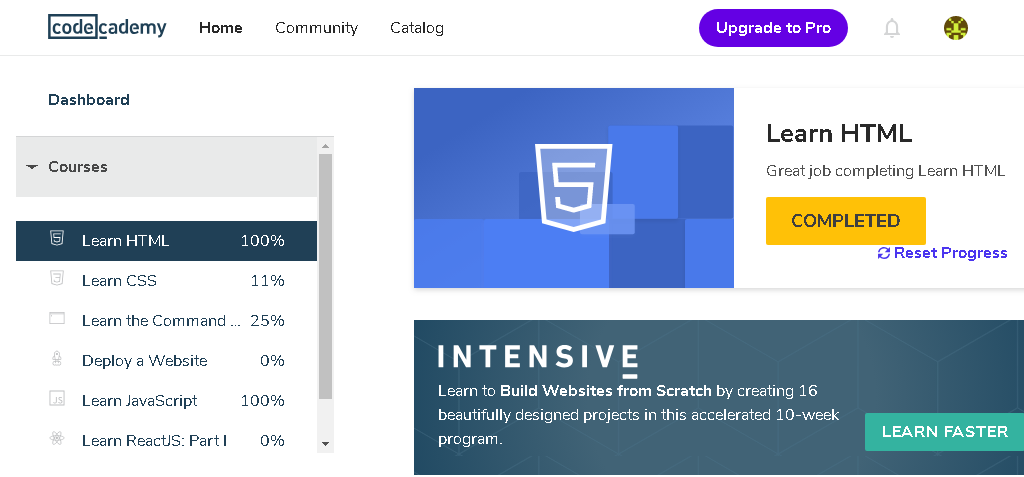 codecademy Home Community Catalog Upgrade to Pro
Dashboard
Courses
Learn HTML 100%
Learn CSS 11%
Learn the Command ... 25%
Deploy a Website 0%
JS Learn JavaScript 100%
Learn ReactJS: Part I 0%
5
Learn HTML
Great job completing Learn HTML
COMPLETED
Reset Progress
INTENSIVE
Learn to Build Websites from Scratch by creating 16
beautifully designed projects in this accelerated 10-week
program.
LEARN FASTER